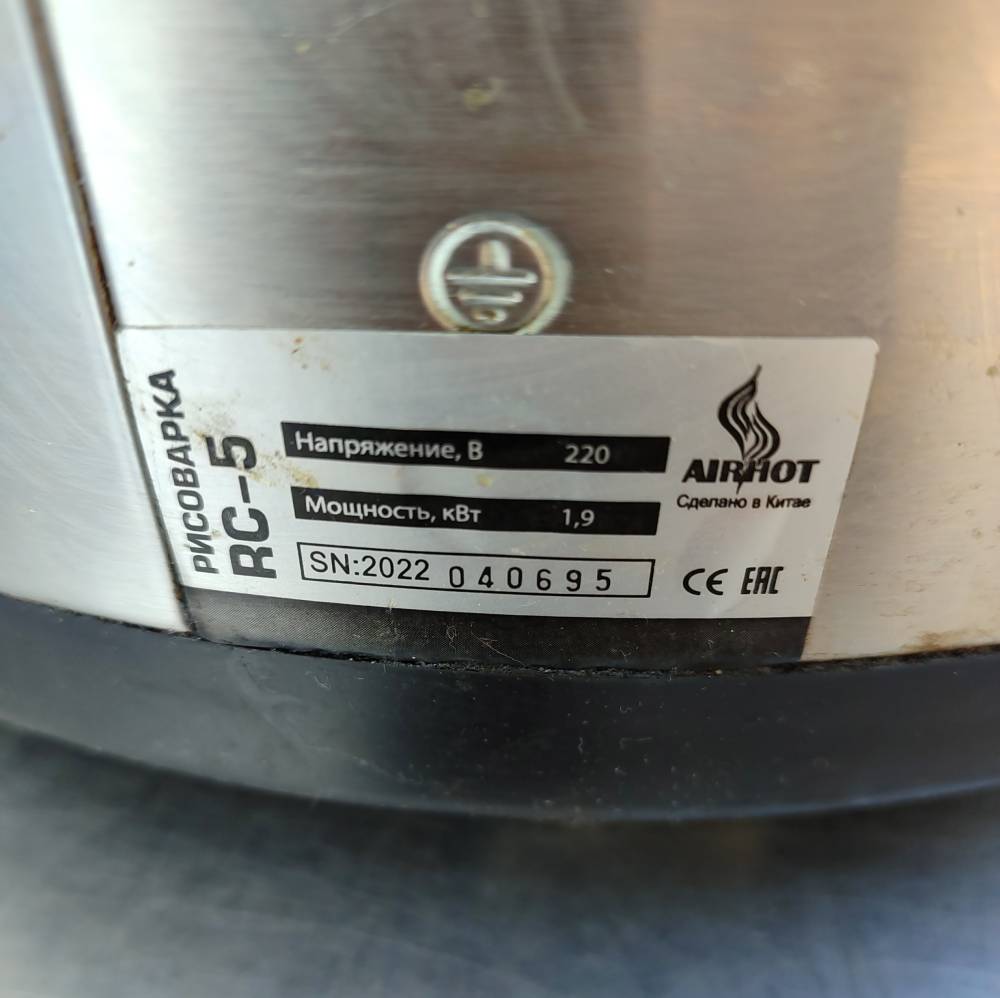 РИСОВАРКА
RC-5
Напряжение, В 220
Мощность, кВт 1,9
SN:2022 040695
AIRHOT
Сделано в Китае
CE EAC